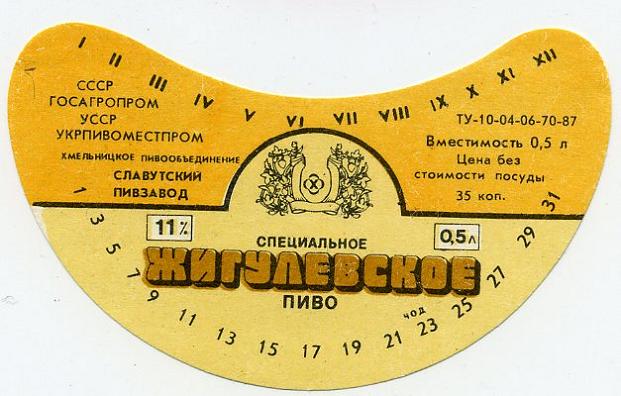 I II III IV V VI VII VIII IX X XI XII
СССР
ГОСАГРОПРОМ
УССР
УКРПИВОМЕСТПРОМ
ХМЕЛЬНИЦКОЕ ПИВООБЪЕДИНЕНИЕ
СЛАВУТСКИЙ
ПИВЗАВОД
ТУ-10-04-06-70-87
Вместимость 0,5 л
Цена без
стоимости посуды
35 коп.
11%
0,5л
СПЕЦИАЛЬНОЕ
ЖИГУЛЕВСКОЕ
ПИВО
чод
1 3 5 7 9 11 13 15 17 19 21 23 25 27 29 31